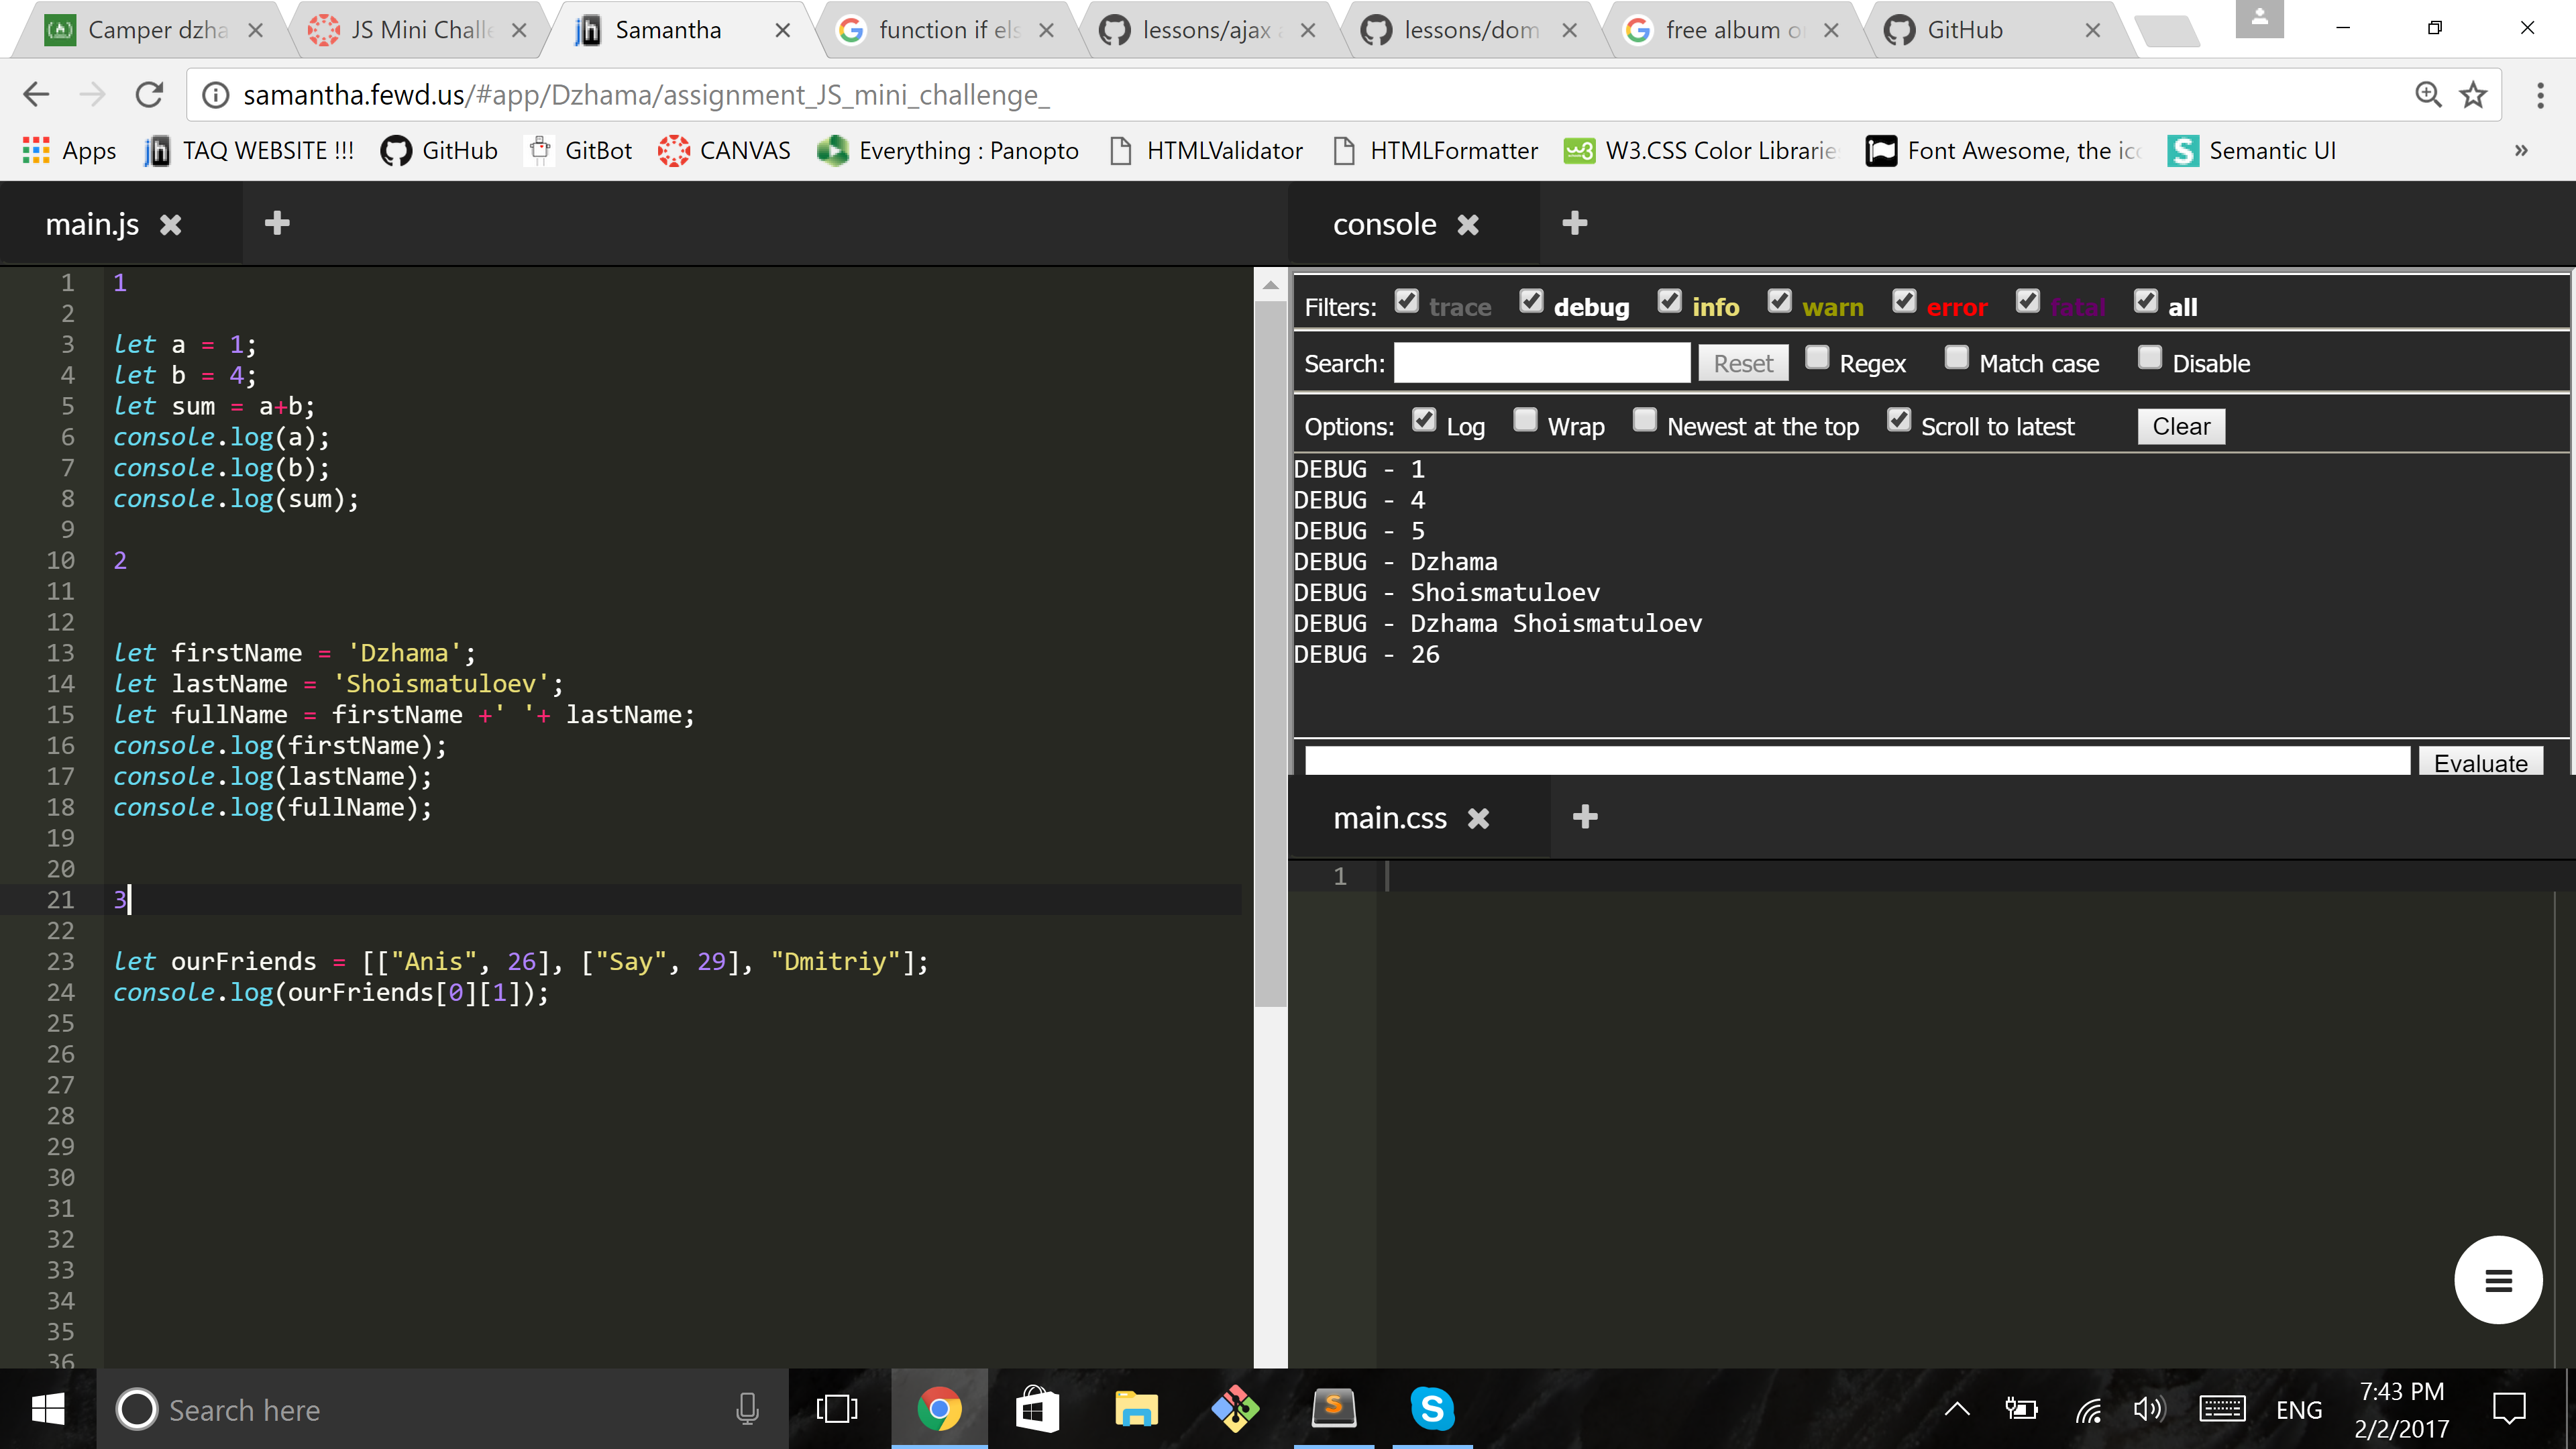 Camper dzha
JS Mini Challe
Samantha
function if els
lessons/ajax a
lessons/dom
free album o
GitHub
samantha.fewd.us/#app/Dzhama/assignment_JS_mini_challenge_
Apps
TAQ WEBSITE !!!
GitHub
GitBot
CANVAS
Everything : Panopto
HTMLValidator
HTMLFormatter
W3.CSS Color Librarie
Font Awesome, the ic
Semantic UI
»
main.js
1 1
2
3 let a = 1;
4 let b = 4;
5 let sum = a+b;
6 console.log(a);
7 console.log(b);
8 console.log(sum);
9
10 2
11
12
13 let firstName = 'Dzhama';
14 let lastName = 'Shoismatuloev';
15 let fullName = firstName +' '+ lastName;
16 console.log(firstName);
17 console.log(lastName);
18 console.log(fullName);
19
20
21 3
22
23 let ourFriends = [["Anis", 26], ["Say", 29], "Dmitriy"];
24 console.log(ourFriends[0][1]);
25
26
27
28
29
30
31
32
33
34
35
36
console
Filters: trace debug info warn error fatal all
Search: Reset Regex Match case Disable
Options: Log Wrap Newest at the top Scroll to latest Clear
DEBUG - 1
DEBUG - 4
DEBUG - 5
DEBUG - Dzhama
DEBUG - Shoismatuloev
DEBUG - Dzhama Shoismatuloev
DEBUG - 26
Evaluate
main.css
1
Search here
ENG
7:43 PM
2/2/2017